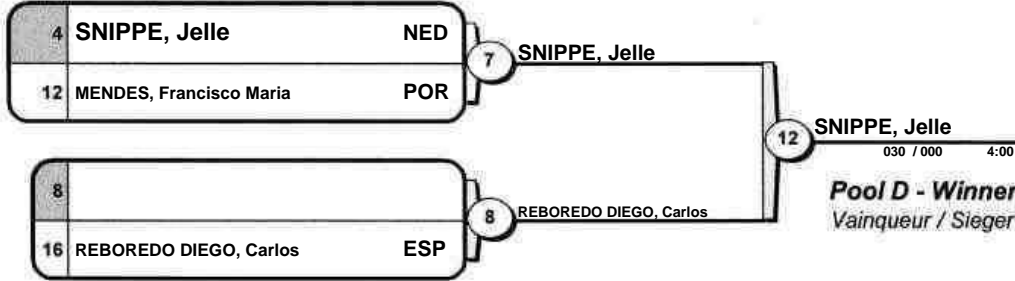 4 SNIPPE, Jelle NED
7 SNIPPE, Jelle
12 MENDES, Francisco Maria POR
12 SNIPPE, Jelle
030 / 000 4:00
Pool D - Winner
Vainqueur / Sieger
8
8 REBOREDO DIEGO, Carlos
16 REBOREDO DIEGO, Carlos ESP